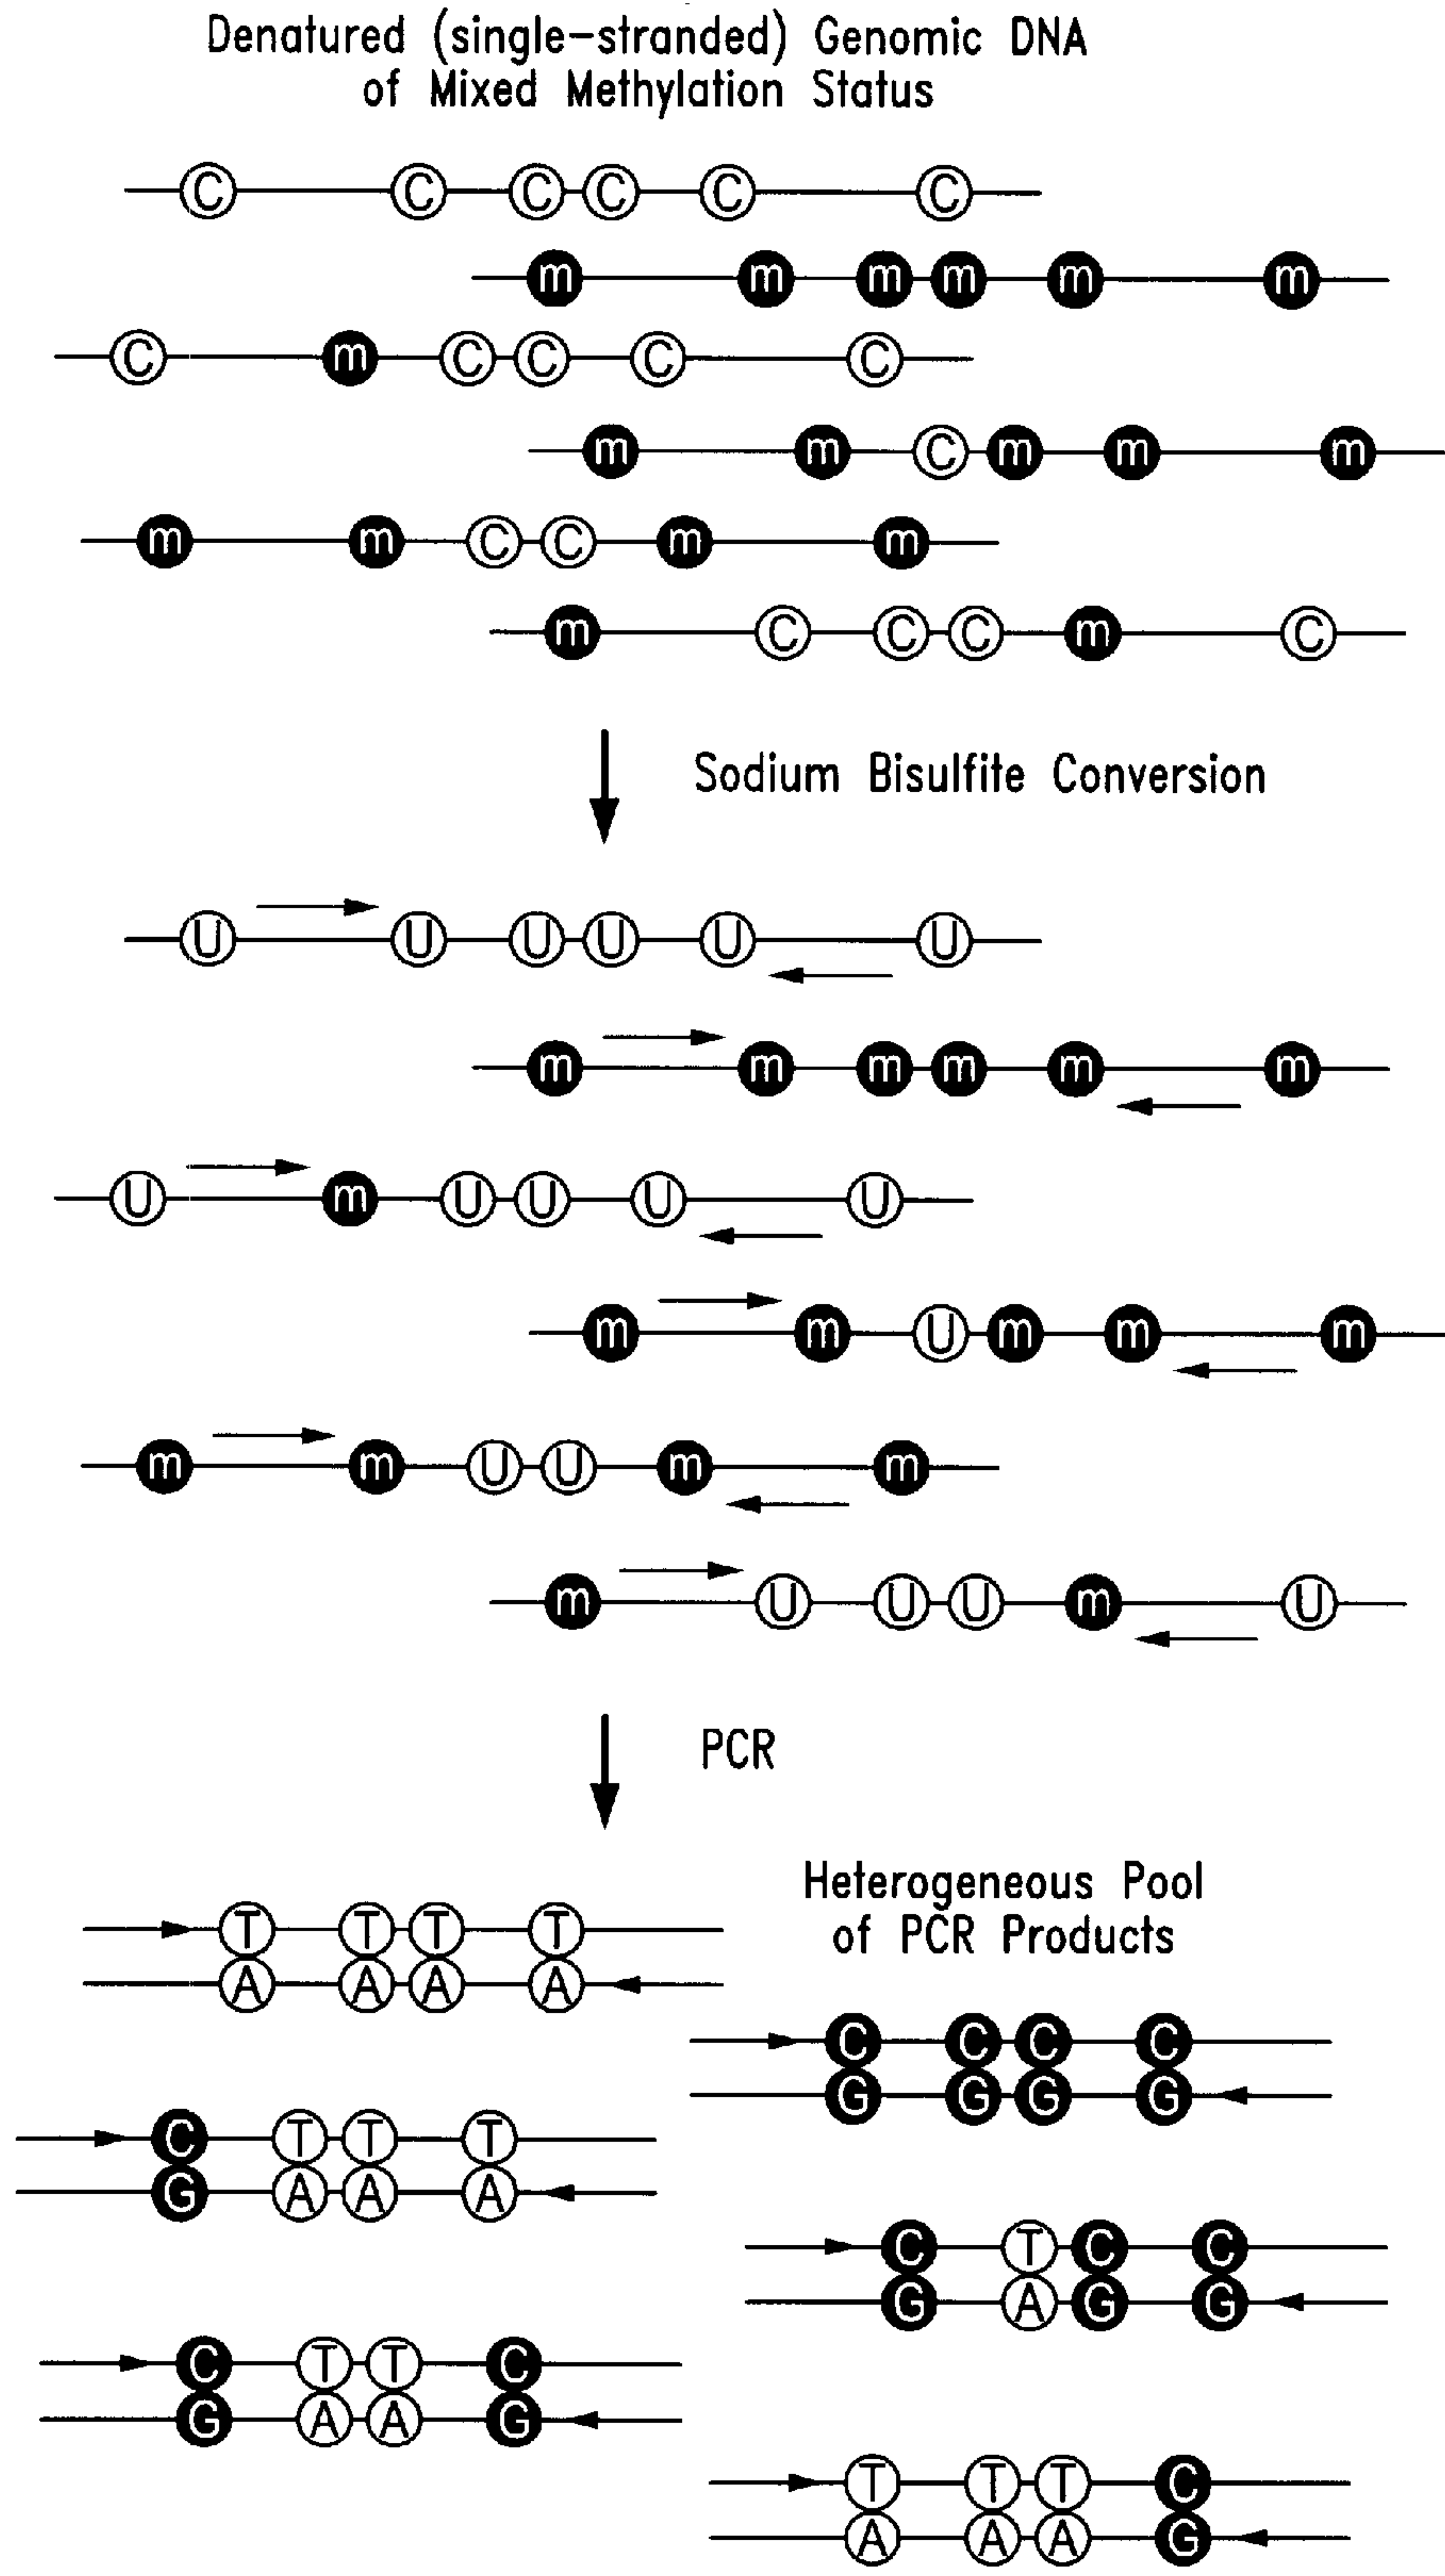 Denatured (single-stranded) Genomic DNA
of Mixed Methylation Status
C C C C C C
m m m m m m
C m C C C C
m m C m m m
m m C C m m
m C C C m C
Sodium Bisulfite Conversion
U U U U U U
m m m m m m
U m U U U U
m m U m m m
m m U U m m
m U U U m U
PCR
Heterogeneous Pool
of PCR Products
T T T T
A A A A
C C C C
G G G G
C T T T
G A A A
C T C C
G A G G
C T T C
G A A G
T T T C
A A A G